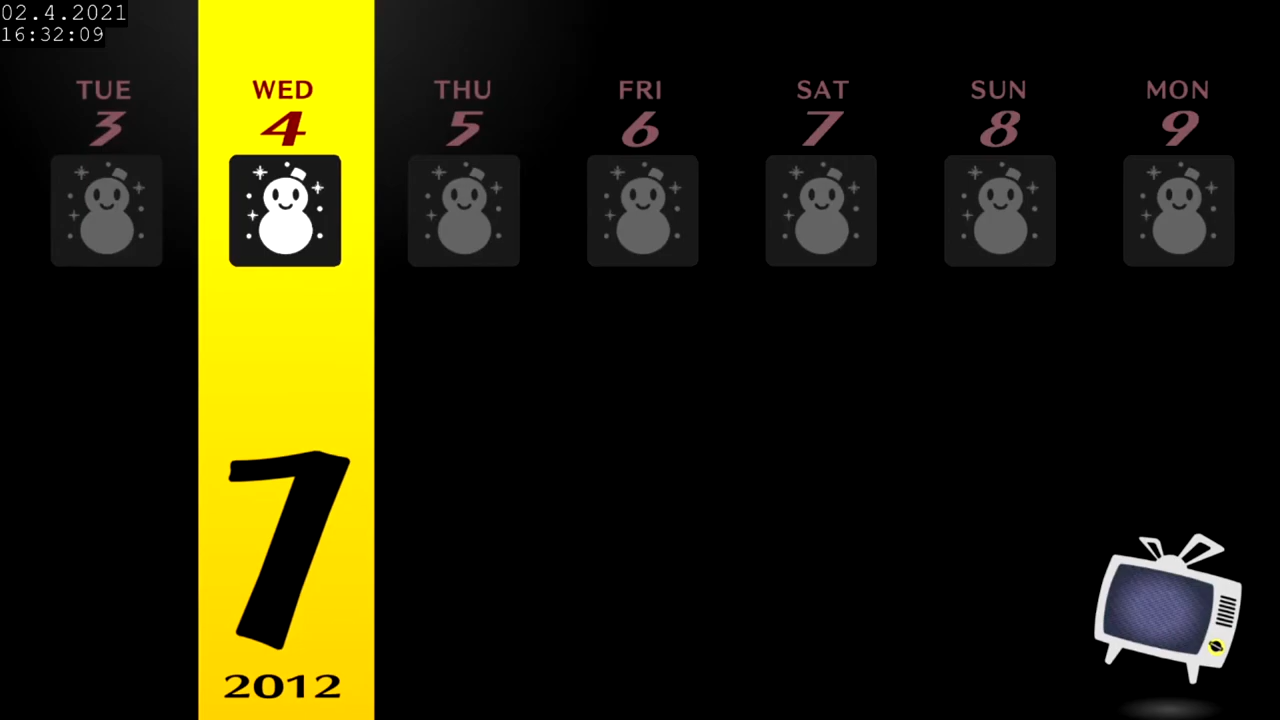 02.4.2021
16:32:09
TUE WED THU FRI SAT SUN MON
3 4 5 6 7 8 9
1
2012